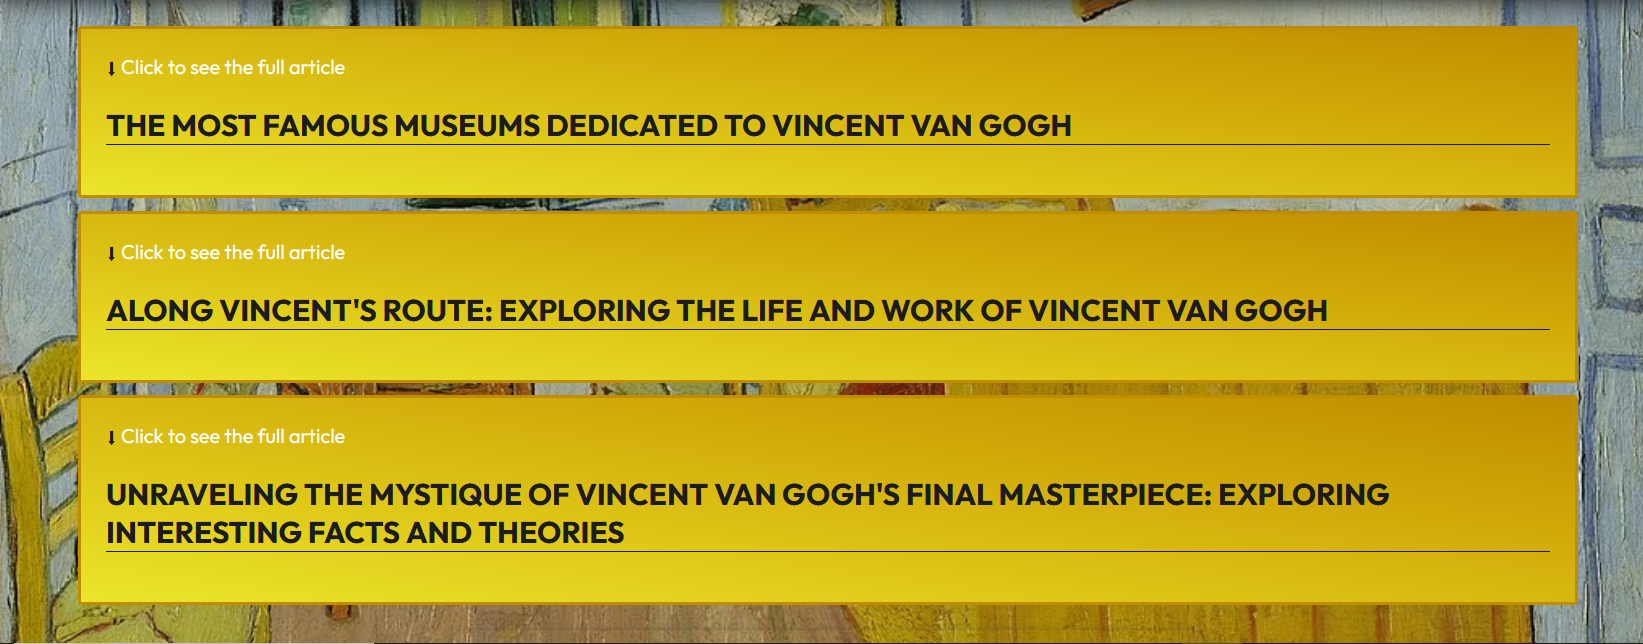 ⬇ Click to see the full article
THE MOST FAMOUS MUSEUMS DEDICATED TO VINCENT VAN GOGH
⬇ Click to see the full article
ALONG VINCENT'S ROUTE: EXPLORING THE LIFE AND WORK OF VINCENT VAN GOGH
⬇ Click to see the full article
UNRAVELING THE MYSTIQUE OF VINCENT VAN GOGH'S FINAL MASTERPIECE: EXPLORING
INTERESTING FACTS AND THEORIES